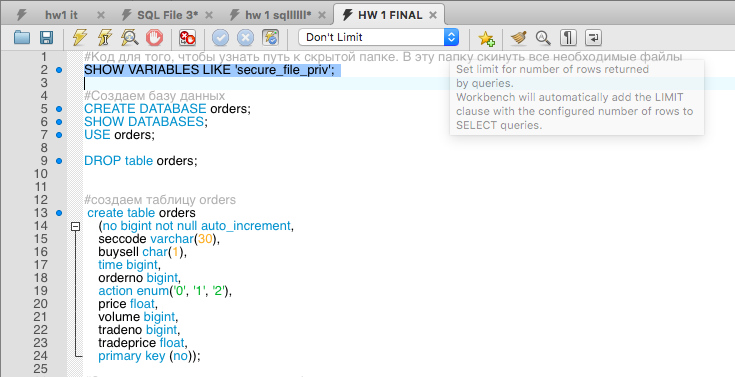 hw1 it
SQL File 3*
hw 1 sqlllll*
HW 1 FINAL
Don't Limit
1 #Код для того, чтобы узнать путь к скрытой папке. В эту папку скинуть все необходимые файлы
2 SHOW VARIABLES LIKE 'secure_file_priv';
Set limit for number of rows returned
by queries.
Workbench will automatically add the LIMIT
clause with the configured number of rows to
SELECT queries.
3
4 #Создаем базу данных
5 CREATE DATABASE orders;
6 SHOW DATABASES;
7 USE orders;
8
9 DROP table orders;
10
11
12 #создаем таблицу orders
13 create table orders
14 (no bigint not null auto_increment,
15 seccode varchar(30),
16 buysell char(1),
17 time bigint,
18 orderno bigint,
19 action enum('0', '1', '2'),
20 price float,
21 volume bigint,
22 tradeno bigint,
23 tradeprice float,
24 primary key (no));
25